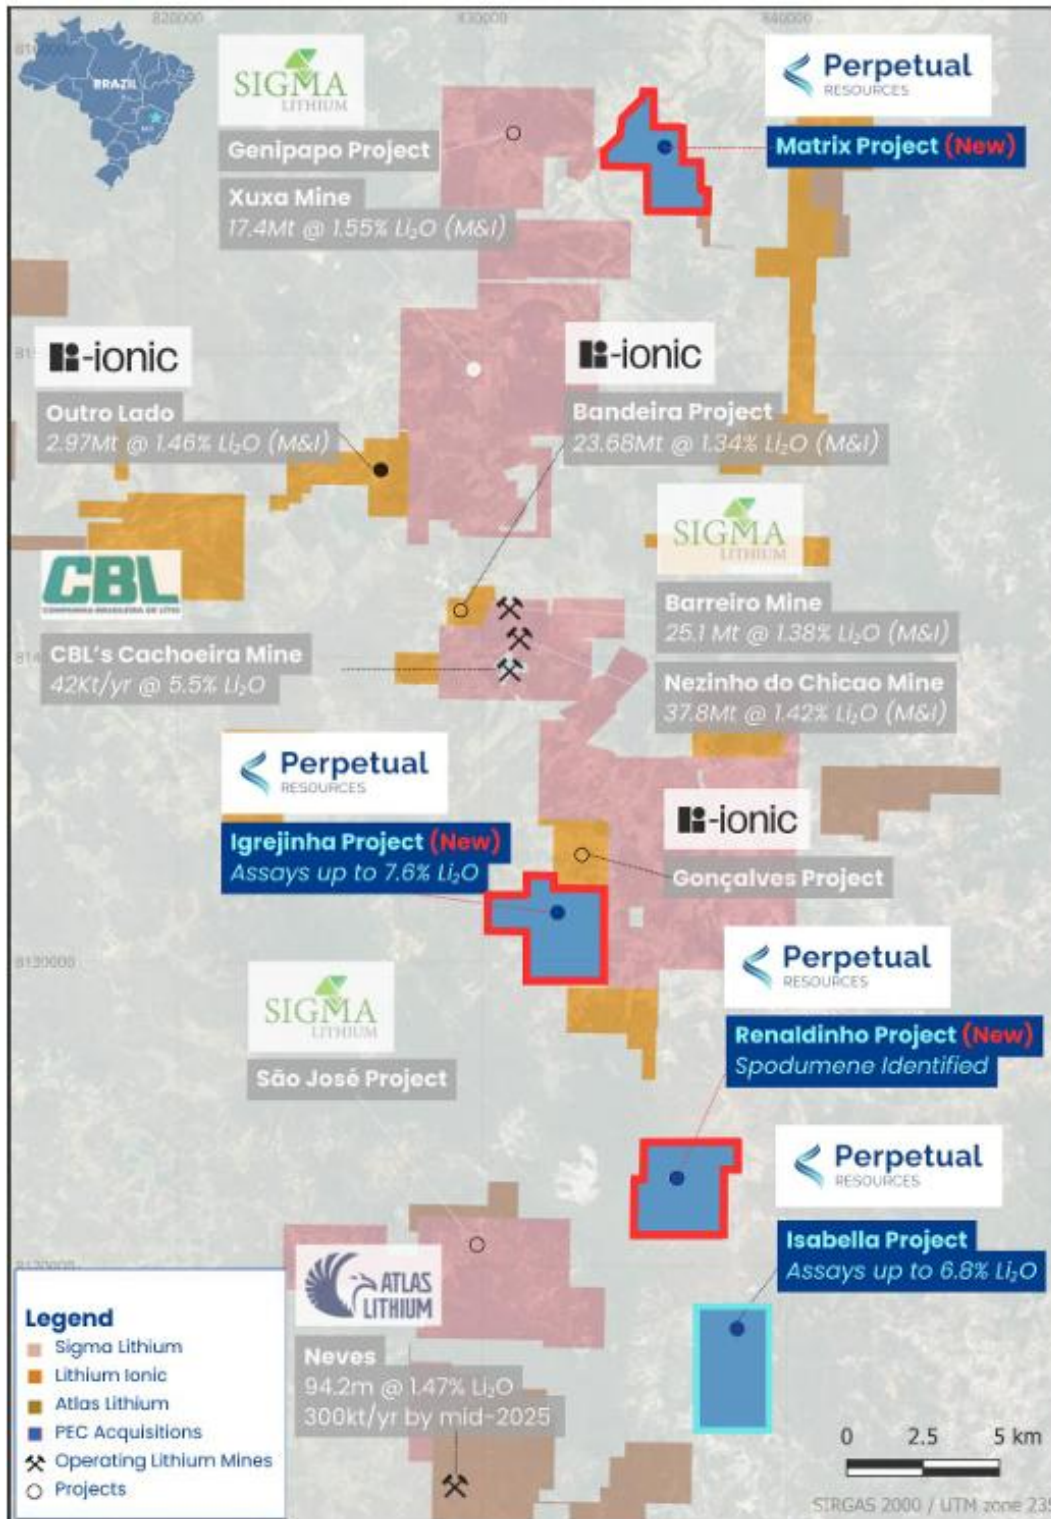 820000
830000
840000
BRAZIL
SIGMA
LITHIUM
Genipapo Project
Xuxa Mine
17.4Mt @ 1.55% Li₂O (M&I)
Perpetual
RESOURCES
Matrix Project (New)
-ionic
Outro Lado
2.97Mt @ 1.46% Li₂O (M&I)
-ionic
Bandeira Project
23.68Mt @ 1.34% Li₂O (M&I)
CBL
COMPANHIA BRASILEIRA DE LÍTIO
CBL's Cachoeira Mine
42Kt/yr @ 5.5% Li₂O
SIGMA
LITHIUM
Barreiro Mine
25.1 Mt @ 1.38% Li₂O (M&I)
Nezinho do Chicao Mine
37.8Mt @ 1.42% Li₂O (M&I)
Perpetual
RESOURCES
Igrejinha Project (New)
Assays up to 7.6% Li₂O
-ionic
Gonçalves Project
8130000
SIGMA
LITHIUM
São José Project
Perpetual
RESOURCES
Renaldinho Project (New)
Spodumene Identified
Perpetual
RESOURCES
Isabella Project
Assays up to 6.8% Li₂O
ATLAS
LITHIUM
Neves
94.2m @ 1.47% Li₂O
300kt/yr by mid-2025
Legend
Sigma Lithium
Lithium Ionic
Atlas Lithium
PEC Acquisitions
Operating Lithium Mines
Projects
0 2.5 5 km
SIRGAS 2000 / UTM zone 23S